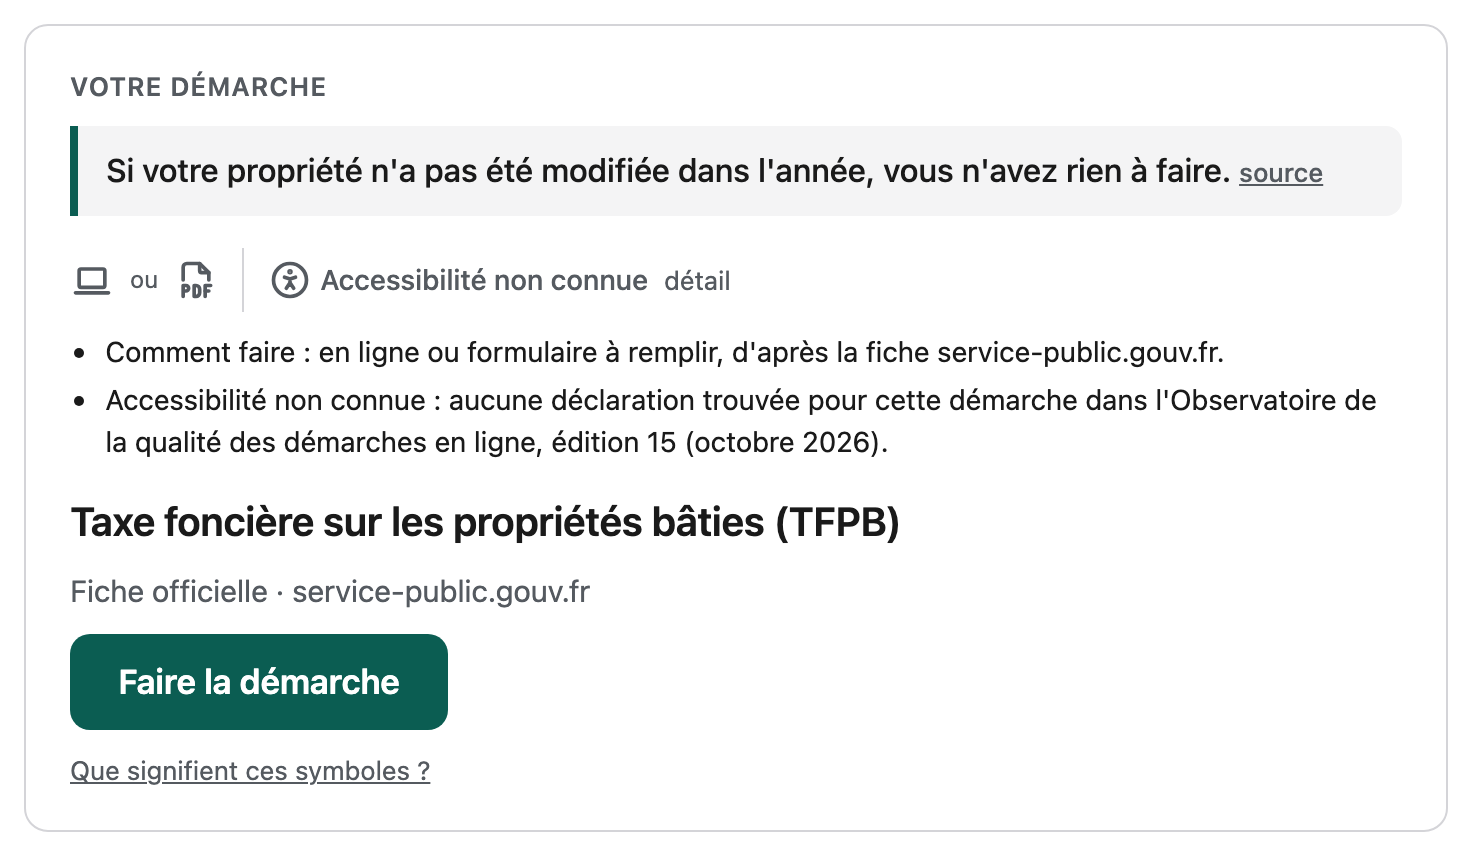 VOTRE DÉMARCHE
Si votre propriété n'a pas été modifiée dans l'année, vous n'avez rien à faire. source
ou PDF Accessibilité non connue détail
• Comment faire : en ligne ou formulaire à remplir, d'après la fiche service-public.gouv.fr.
• Accessibilité non connue : aucune déclaration trouvée pour cette démarche dans l'Observatoire de
la qualité des démarches en ligne, édition 15 (octobre 2026).
Taxe foncière sur les propriétés bâties (TFPB)
Fiche officielle · service-public.gouv.fr
Faire la démarche
Que signifient ces symboles ?